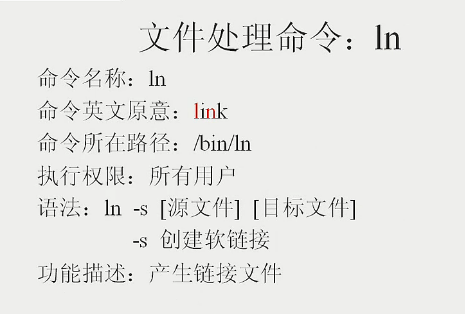 文件处理命令：ln
命令名称：ln
命令英文原意：link
命令所在路径：/bin/ln
执行权限：所有用户
语法：ln -s [源文件] [目标文件]
-s 创建软链接
功能描述：产生链接文件